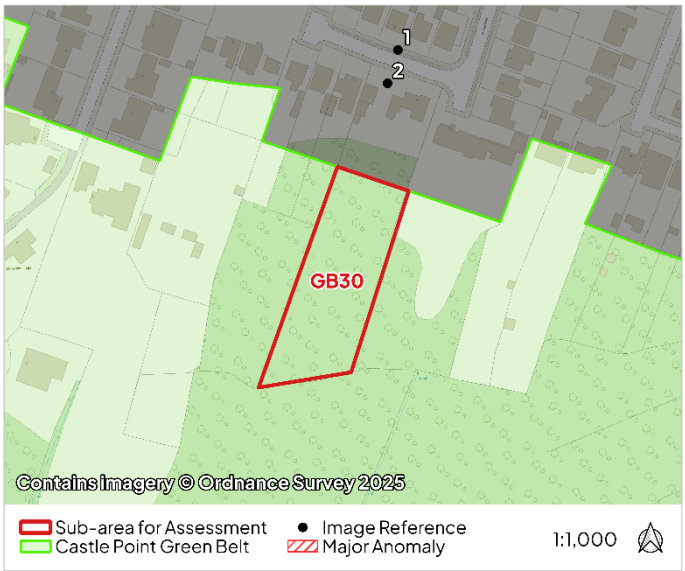 1
2
GB30
Contains Imagery © Ordnance Survey 2025
Sub-area for Assessment
Image Reference
1:1,000
Castle Point Green Belt
Major Anomaly